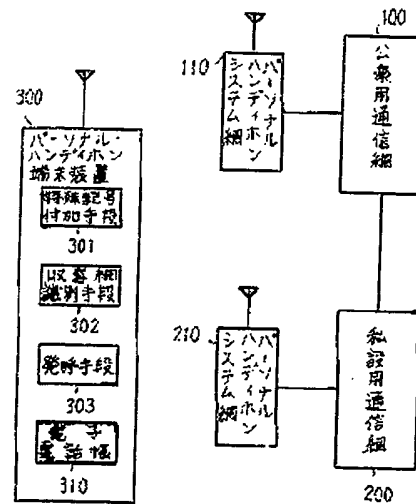 300
パーソナル・
ハンディホン
端末装置
特殊記号
付加手段
301
収容網
識別手段
302
発呼手段
303
電子
電話帳
310
110
パーソナル
ハンディホン
システム網
100
公衆用通信網
210
パーソナル
ハンディホン
システム網
私設用通信網
200